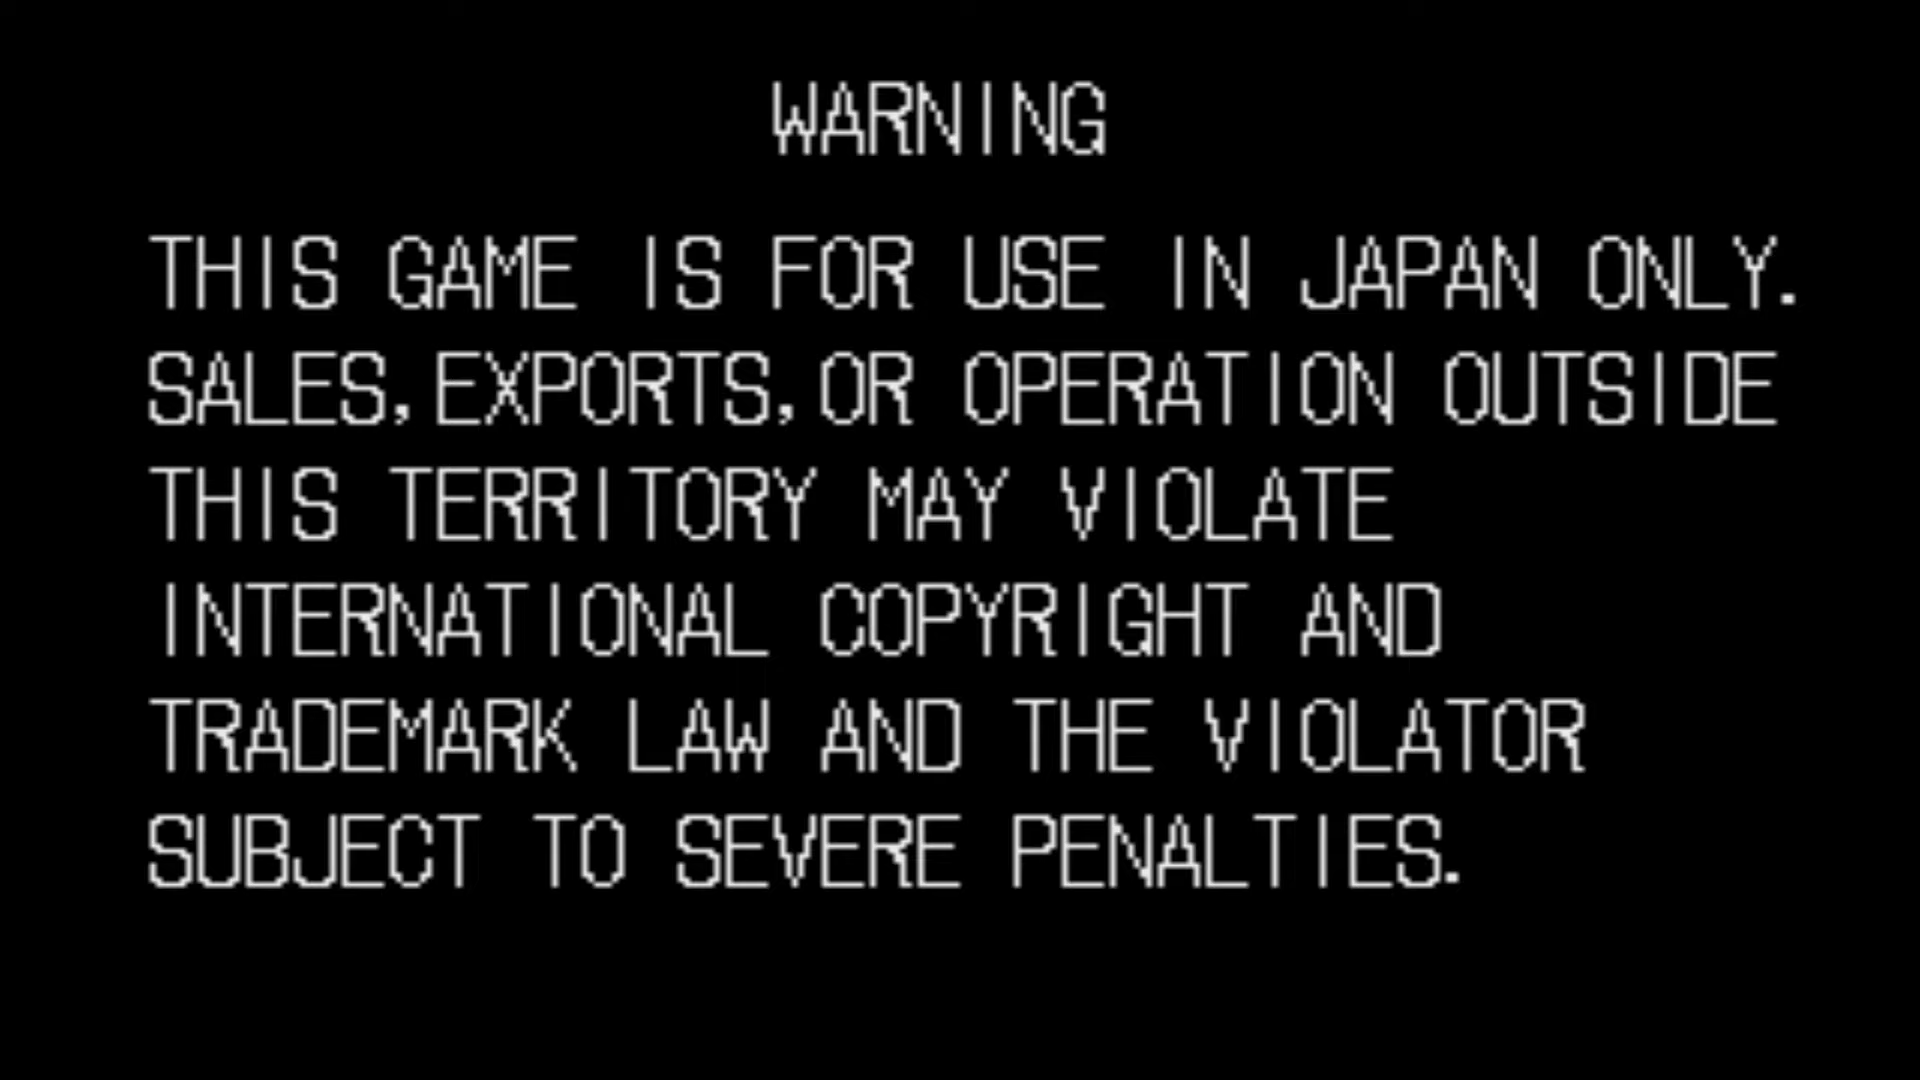 WARNING
THIS GAME IS FOR USE IN JAPAN ONLY.
SALES,EXPORTS,OR OPERATION OUTSIDE
THIS TERRITORY MAY VIOLATE
INTERNATIONAL COPYRIGHT AND
TRADEMARK LAW AND THE VIOLATOR
SUBJECT TO SEVERE PENALTIES.